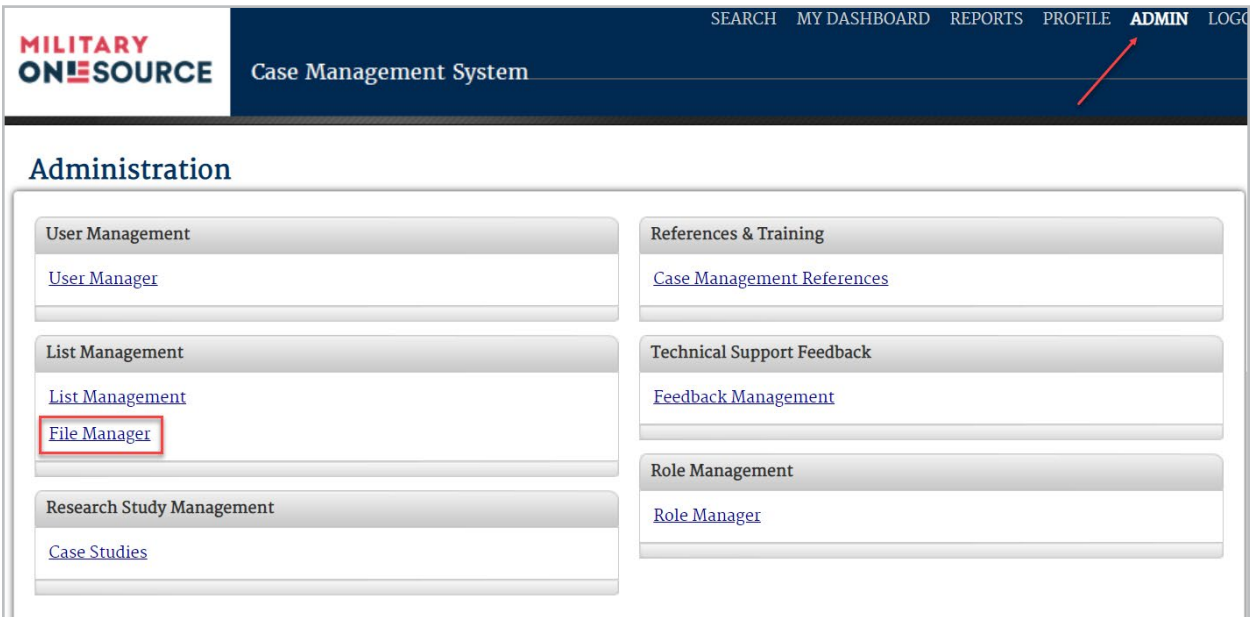 SEARCH MY DASHBOARD REPORTS PROFILE ADMIN
MILITARY
ONESOURCE
Case Management System
Administration
User Management
User Manager
List Management
List Management
File Manager
Research Study Management
Case Studies
References & Training
Case Management References
Technical Support Feedback
Feedback Management
Role Management
Role Manager